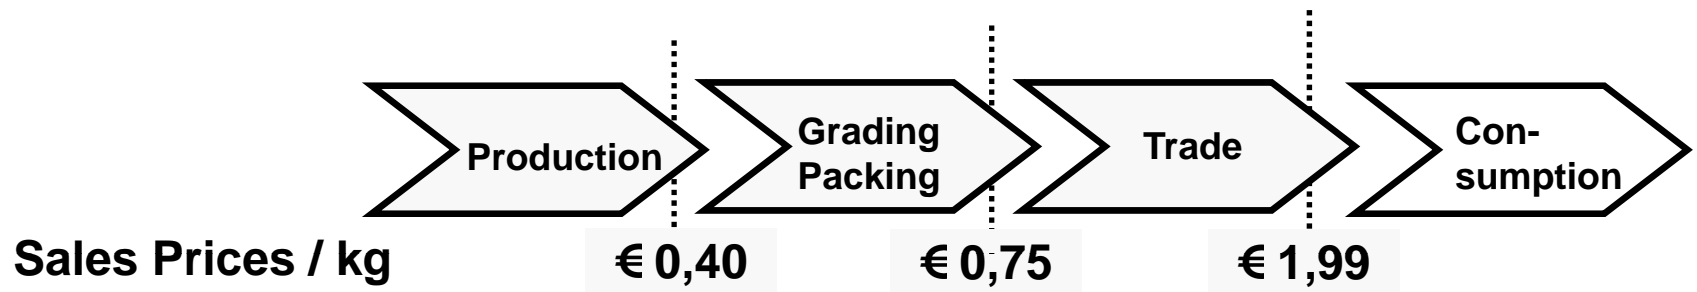 Production
Grading
Packing
Trade
Con-
sumption
Sales Prices / kg
€ 0,40
€ 0,75
€ 1,99